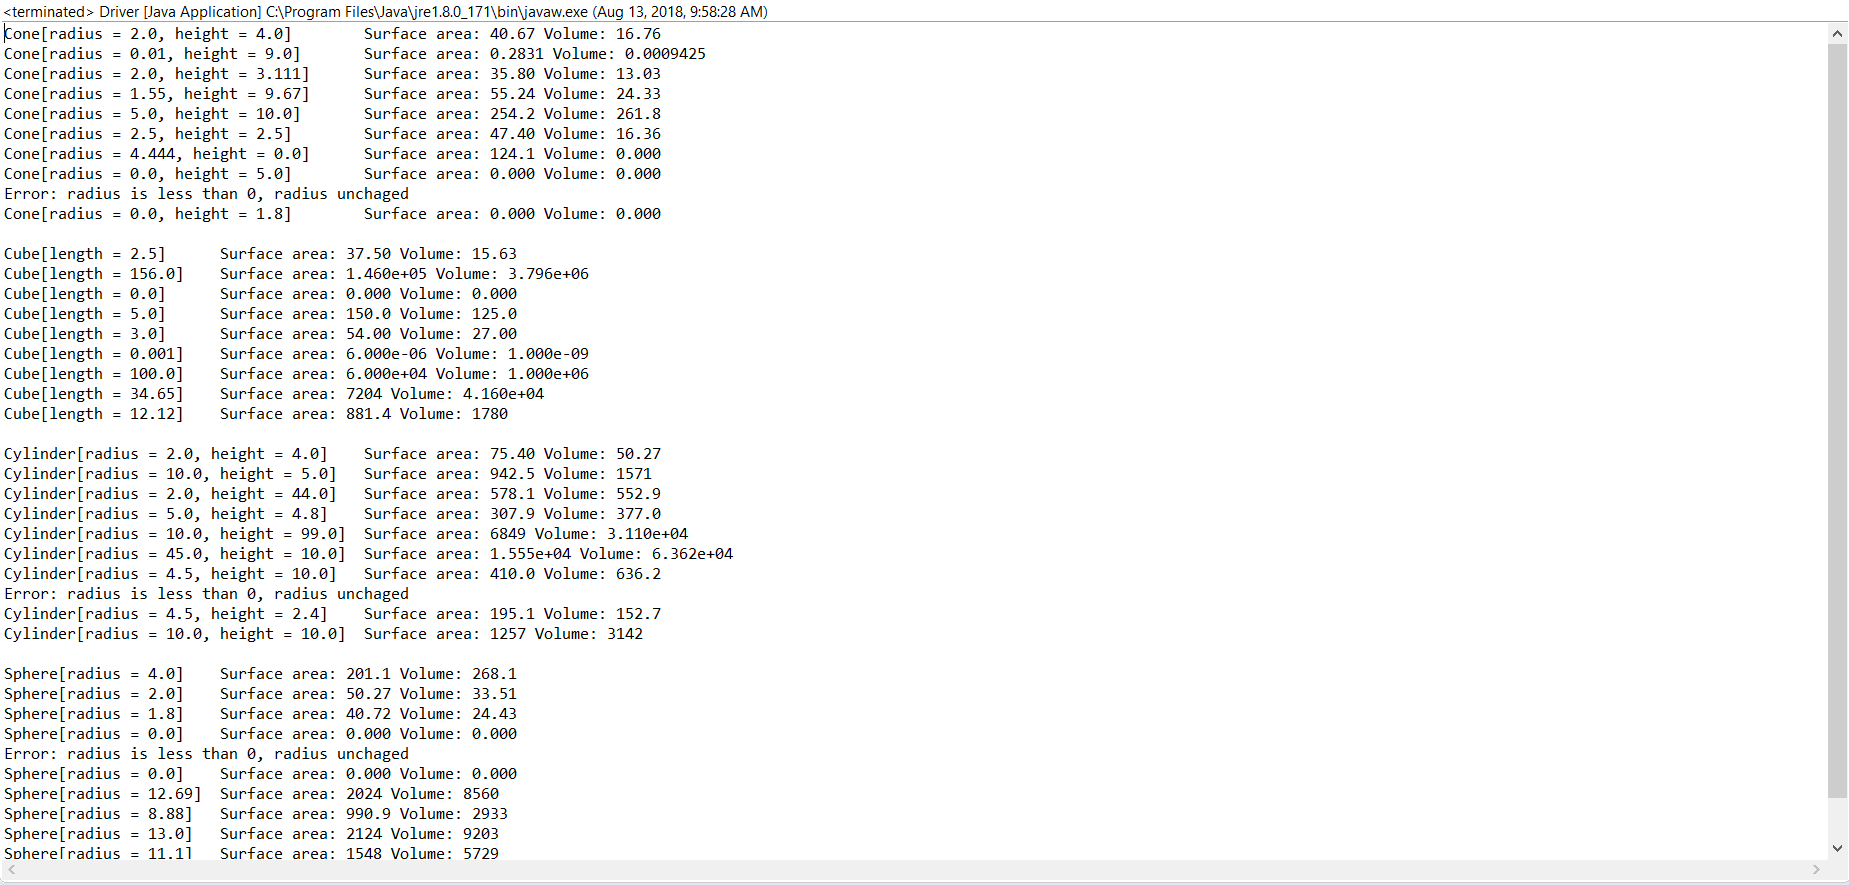 <terminated> Driver [Java Application] C:\Program Files\Java\jre1.8.0_171\bin\javaw.exe (Aug 13, 2018, 9:58:28 AM)
Cone[radius = 2.0, height = 4.0]        Surface area: 40.67 Volume: 16.76
Cone[radius = 0.01, height = 9.0]       Surface area: 0.2831 Volume: 0.0009425
Cone[radius = 2.0, height = 3.111]      Surface area: 35.80 Volume: 13.03
Cone[radius = 1.55, height = 9.67]      Surface area: 55.24 Volume: 24.33
Cone[radius = 5.0, height = 10.0]       Surface area: 254.2 Volume: 261.8
Cone[radius = 2.5, height = 2.5]        Surface area: 47.40 Volume: 16.36
Cone[radius = 4.444, height = 0.0]      Surface area: 124.1 Volume: 0.000
Cone[radius = 0.0, height = 5.0]        Surface area: 0.000 Volume: 0.000
Error: radius is less than 0, radius unchaged
Cone[radius = 0.0, height = 1.8]        Surface area: 0.000 Volume: 0.000

Cube[length = 2.5]      Surface area: 37.50 Volume: 15.63
Cube[length = 156.0]    Surface area: 1.460e+05 Volume: 3.796e+06
Cube[length = 0.0]      Surface area: 0.000 Volume: 0.000
Cube[length = 5.0]      Surface area: 150.0 Volume: 125.0
Cube[length = 3.0]      Surface area: 54.00 Volume: 27.00
Cube[length = 0.001]    Surface area: 6.000e-06 Volume: 1.000e-09
Cube[length = 100.0]    Surface area: 6.000e+04 Volume: 1.000e+06
Cube[length = 34.65]    Surface area: 7204 Volume: 4.160e+04
Cube[length = 12.12]    Surface area: 881.4 Volume: 1780

Cylinder[radius = 2.0, height = 4.0]    Surface area: 75.40 Volume: 50.27
Cylinder[radius = 10.0, height = 5.0]   Surface area: 942.5 Volume: 1571
Cylinder[radius = 2.0, height = 44.0]   Surface area: 578.1 Volume: 552.9
Cylinder[radius = 5.0, height = 4.8]    Surface area: 307.9 Volume: 377.0
Cylinder[radius = 10.0, height = 99.0]  Surface area: 6849 Volume: 3.110e+04
Cylinder[radius = 45.0, height = 10.0]  Surface area: 1.555e+04 Volume: 6.362e+04
Cylinder[radius = 4.5, height = 10.0]   Surface area: 410.0 Volume: 636.2
Error: radius is less than 0, radius unchaged
Cylinder[radius = 4.5, height = 2.4]    Surface area: 195.1 Volume: 152.7
Cylinder[radius = 10.0, height = 10.0]  Surface area: 1257 Volume: 3142

Sphere[radius = 4.0]    Surface area: 201.1 Volume: 268.1
Sphere[radius = 2.0]    Surface area: 50.27 Volume: 33.51
Sphere[radius = 1.8]    Surface area: 40.72 Volume: 24.43
Sphere[radius = 0.0]    Surface area: 0.000 Volume: 0.000
Error: radius is less than 0, radius unchaged
Sphere[radius = 0.0]    Surface area: 0.000 Volume: 0.000
Sphere[radius = 12.69]  Surface area: 2024 Volume: 8560
Sphere[radius = 8.88]   Surface area: 990.9 Volume: 2933
Sphere[radius = 13.0]   Surface area: 2124 Volume: 9203
Sphere[radius = 11.1]   Surface area: 1548 Volume: 5729